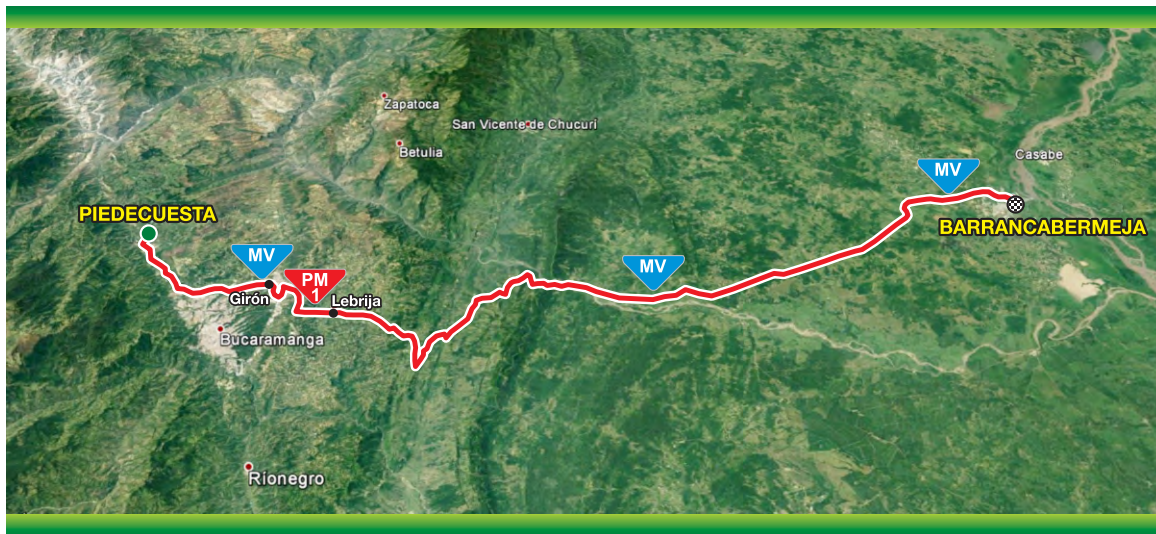 Zapatoca
San Vicente de Chucurí
Betulia
Casabe
MV
PIEDECUESTA
BARRANCABERMEJA
MV
MV
PM
1
Girón
Lebrija
Bucaramanga
Rionegro